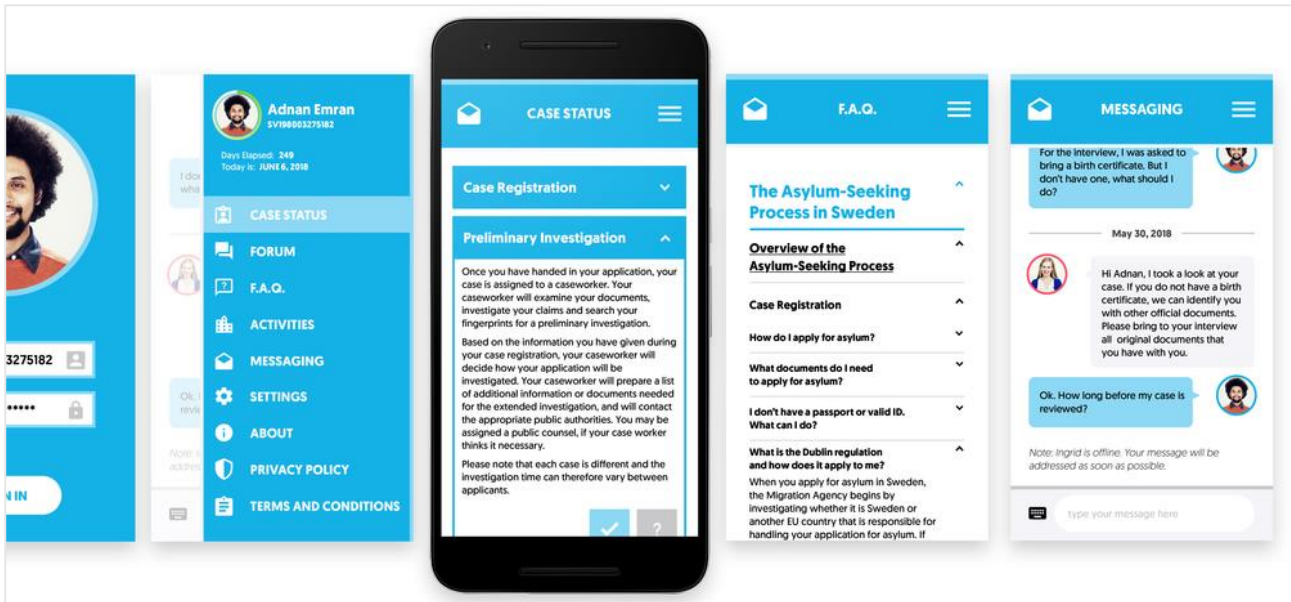 3275182
•••••
N IN
Adnan Emran
SV198003275182
Days Elapsed: 249
Today is: JUNE 6, 2018
CASE STATUS
FORUM
F.A.Q.
ACTIVITIES
MESSAGING
SETTINGS
ABOUT
PRIVACY POLICY
TERMS AND CONDITIONS
CASE STATUS
Case Registration
Preliminary Investigation
Once you have handed in your application, your
case is assigned to a caseworker. Your
caseworker will examine your documents,
investigate your claims and search your
fingerprints for a preliminary investigation.
Based on the information you have given during
your case registration, your caseworker will
decide how your application will be
investigated. Your caseworker will prepare a list
of additional information or documents needed
for the extended investigation, and will contact
the appropriate public authorities. You may be
assigned a public counsel, if your case worker
thinks it necessary.
Please note that each case is different and the
investigation time can therefore vary between
applicants.
?
F.A.Q.
The Asylum-Seeking
Process in Sweden
Overview of the
Asylum-Seeking Process
Case Registration
How do I apply for asylum?
What documents do I need
to apply for asylum?
I don't have a passport or valid ID.
What can I do?
What is the Dublin regulation
and how does it apply to me?
When you apply for asylum in Sweden,
the Migration Agency begins by
investigating whether it is Sweden or
another EU country that is responsible for
handling your application for asylum. If
MESSAGING
For the interview, I was asked to
bring a birth certificate. But I
don't have one, what should I
do?
May 30, 2018
Hi Adnan, I took a look at your
case. If you do not have a birth
certificate, we can identify you
with other official documents.
Please bring to your interview
all original documents that
you have with you.
Ok. How long before my case is
reviewed?
Note: Ingrid is offline. Your message will be
addressed as soon as possible.
type your message here